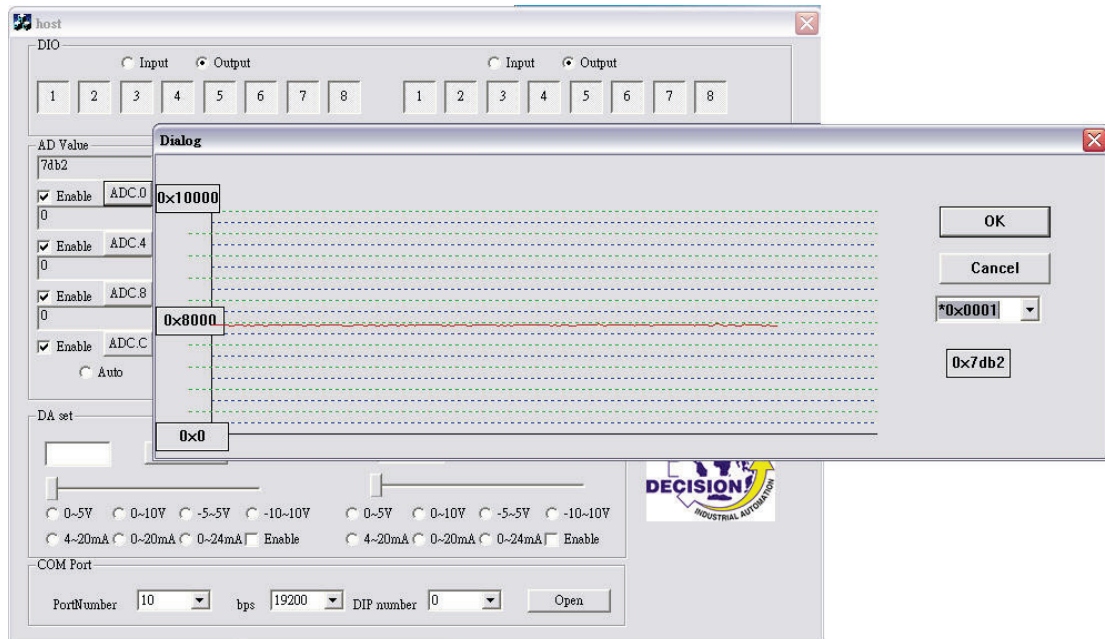 host
DIO
Input Output Input Output
1 2 3 4 5 6 7 8 1 2 3 4 5 6 7 8
AD Value
7db2
Enable ADC.0
0
Enable ADC.4
0
Enable ADC.8
0
Enable ADC.C
Auto
Dialog
0x10000
0x8000
0x0
OK
Cancel
*0x0001
0x7db2
DA set
0~5V 0~10V -5~5V -10~10V 0~5V 0~10V -5~5V -10~10V
4~20mA 0~20mA 0~24mA Enable 4~20mA 0~20mA 0~24mA Enable
DECISION
INDUSTRIAL AUTOMATION
COM Port
PortNumber 10 bps 19200 DIP number 0 Open